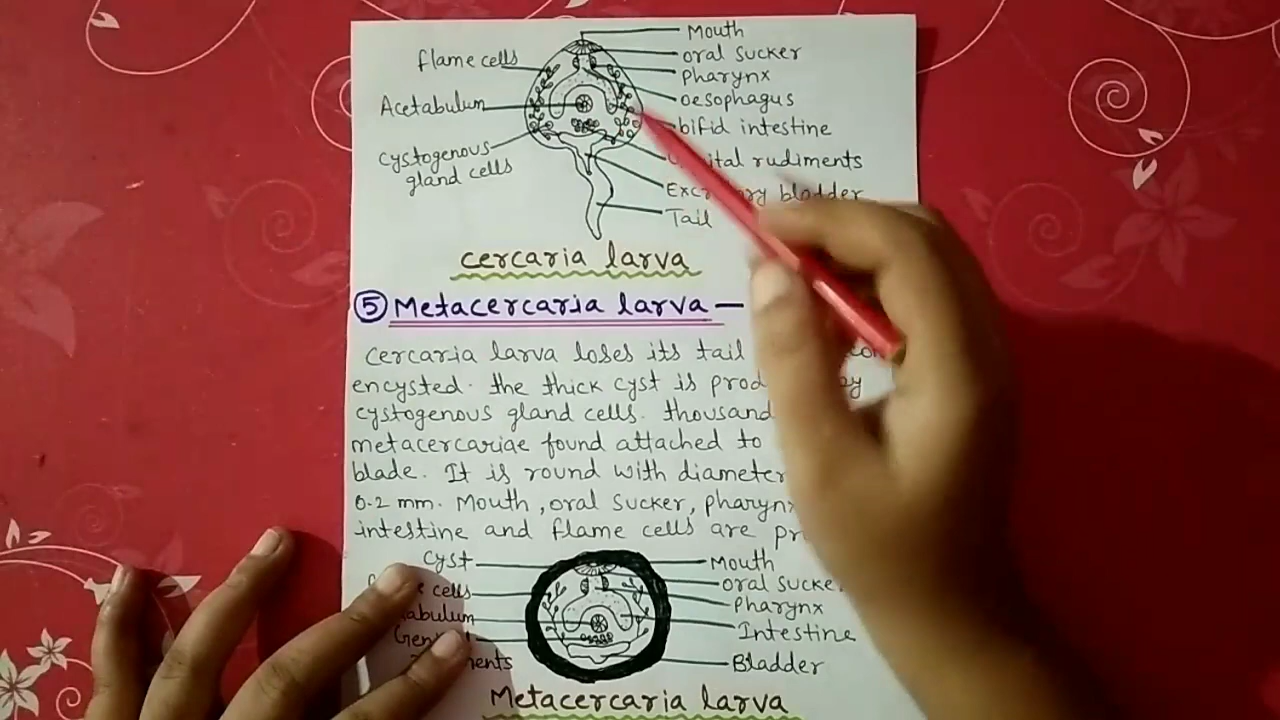 Mouth
flame cells
oral sucker
Pharynx
Acetabulum
oesophagus
bifid intestine
cystogenous
gland cells
rudiments
bladder
Tail
cercaria larva
⑤ Metacercaria larva —
cercaria larva loses its tail
encysted. the thick cyst is
cystogenous gland cells. thousand
metacercariae found attached to
blade. It is round with diameter
0.2 mm. Mouth, oral sucker, pharynx
intestine and flame cells are
cyst
Mouth
cells
oral sucker
Pharynx
Intestine
Bladder
Metacercaria larva